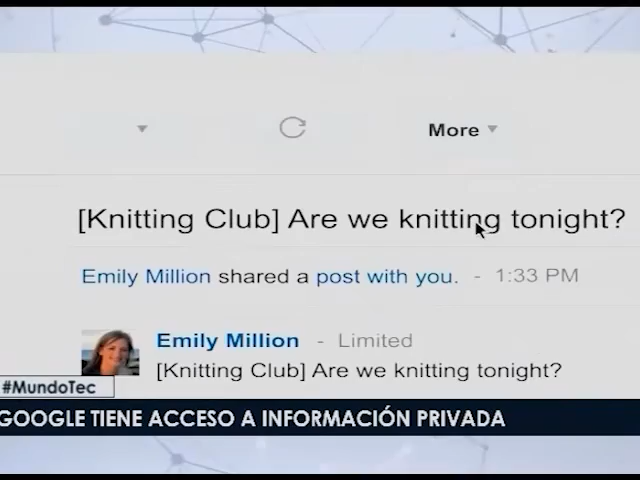 More
[Knitting Club] Are we knitting tonight?
Emily Million shared a post with you. - 1:33 PM
Emily Million - Limited
[Knitting Club] Are we knitting tonight?
#MundoTec
GOOGLE TIENE ACCESO A INFORMACIÓN PRIVADA